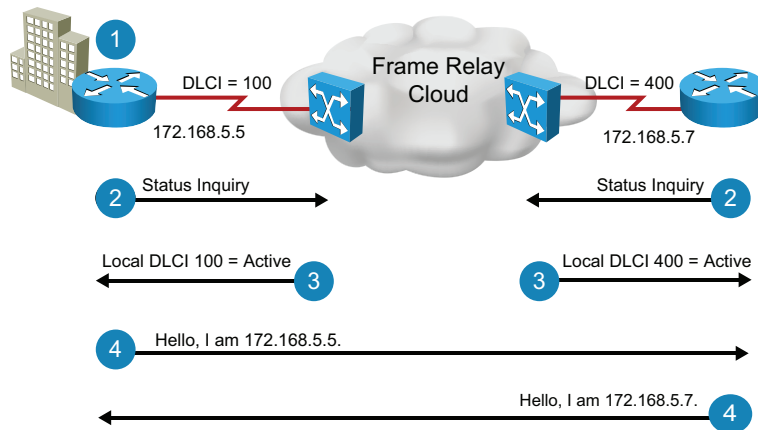 1
Frame Relay
Cloud
DLCI = 100
DLCI = 400
172.168.5.5
172.168.5.7
Status Inquiry
Status Inquiry
2
2
Local DLCI 100 = Active
Local DLCI 400 = Active
3
3
4
Hello, I am 172.168.5.5.
Hello, I am 172.168.5.7.
4